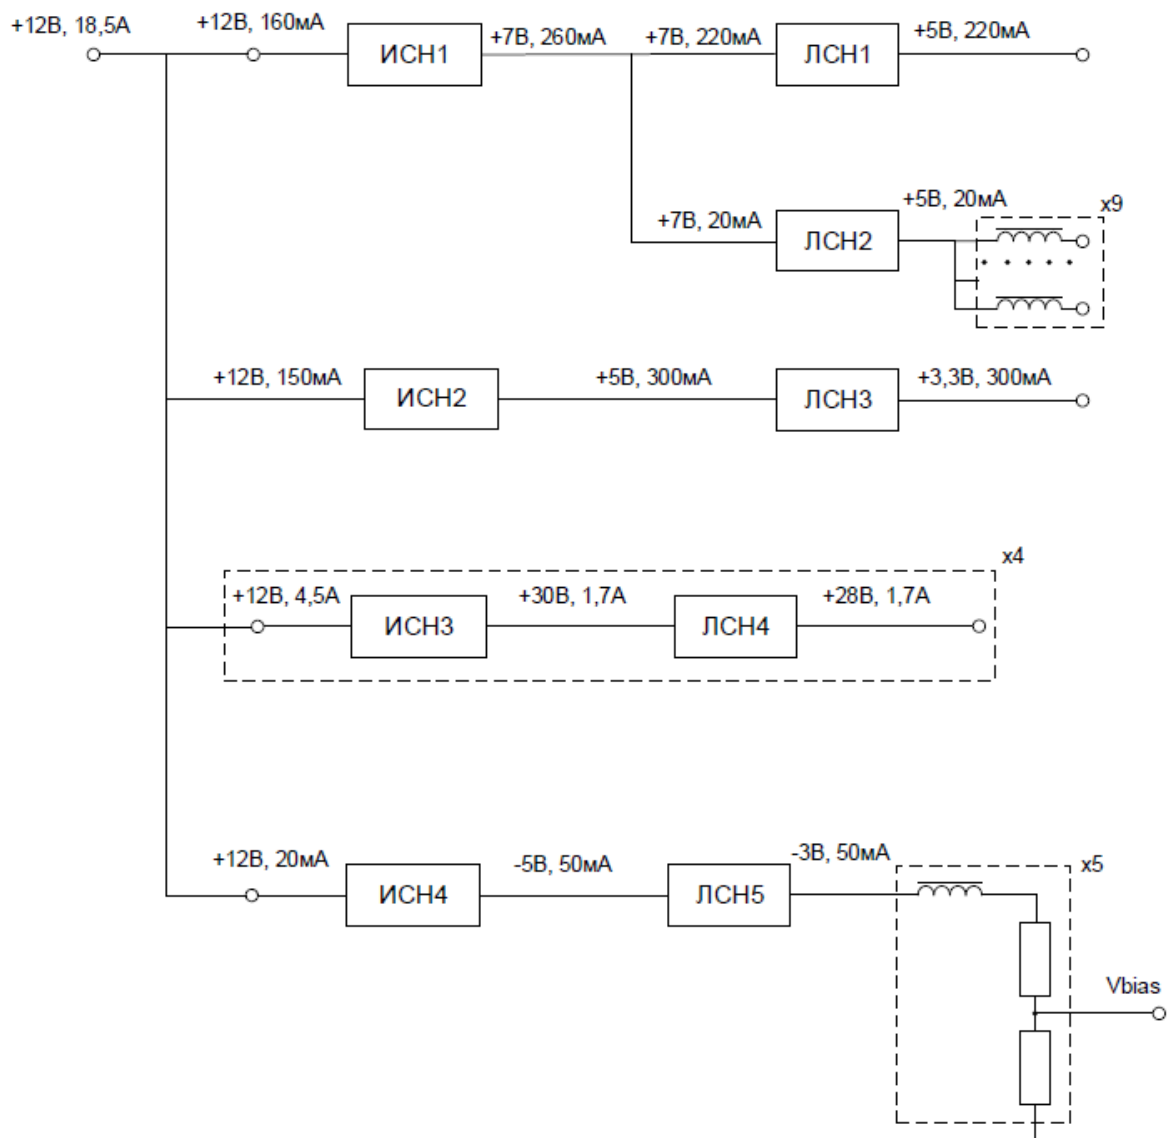 +12В, 18,5А
+12В, 160мА
ИСН1
+7В, 260мА
+7В, 220мА
ЛСН1
+5В, 220мА
+7В, 20мА
ЛСН2
+5В, 20мА
x9
+12В, 150мА
ИСН2
+5В, 300мА
ЛСН3
+3,3В, 300мА
x4
+12В, 4,5А
ИСН3
+30В, 1,7А
ЛСН4
+28В, 1,7А
+12В, 20мА
ИСН4
-5В, 50мА
ЛСН5
-3В, 50мА
x5
Vbias